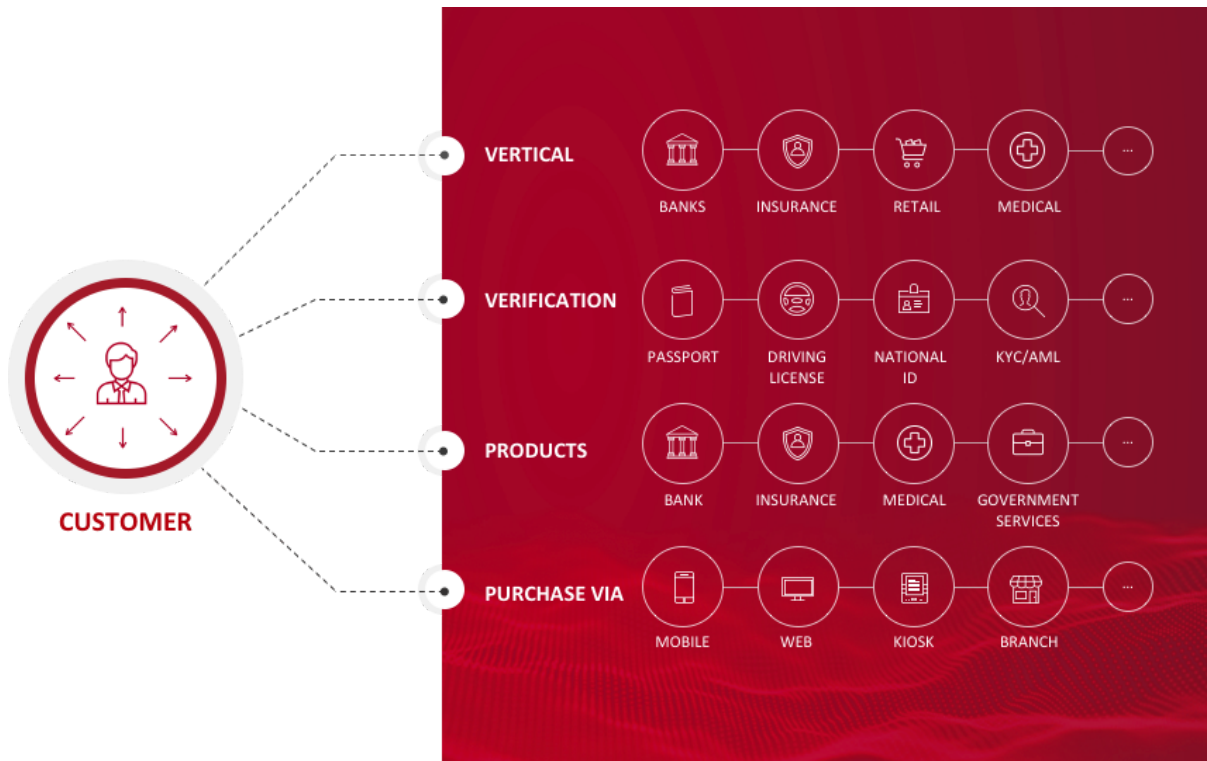 VERTICAL
BANKS
INSURANCE
RETAIL
MEDICAL
...
VERIFICATION
PASSPORT
DRIVING
LICENSE
NATIONAL
ID
KYC/AML
...
PRODUCTS
BANK
INSURANCE
MEDICAL
GOVERNMENT
SERVICES
...
PURCHASE VIA
MOBILE
WEB
KIOSK
BRANCH
...
CUSTOMER